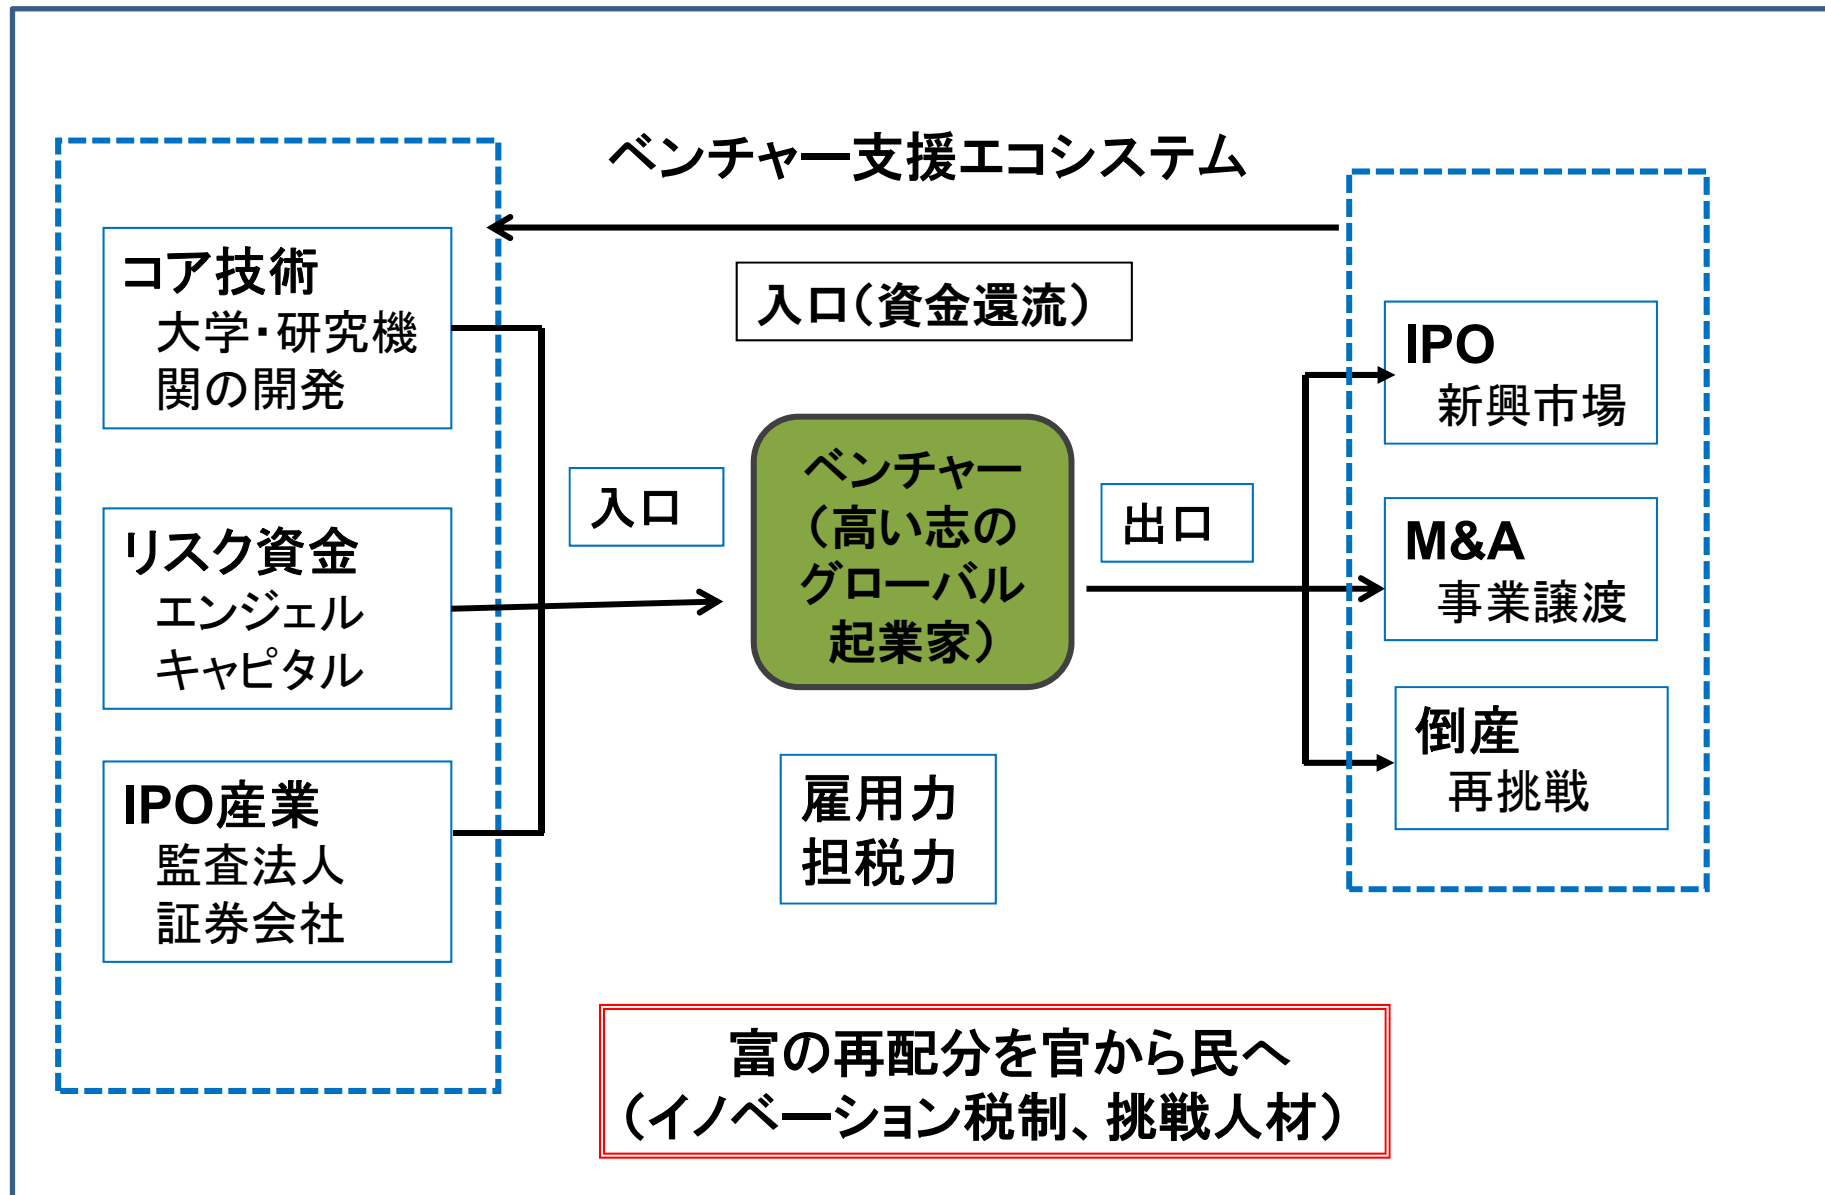 ベンチャー支援エコシステム
コア技術
大学・研究機
関の開発
リスク資金
エンジェル
キャピタル
IPO産業
監査法人
証券会社
入口（資金還流）
入口
ベンチャー
（高い志の
グローバル
起業家）
雇用力
担税力
出口
IPO
新興市場
M&A
事業譲渡
倒産
再挑戦
富の再配分を官から民へ
（イノベーション税制、挑戦人材）